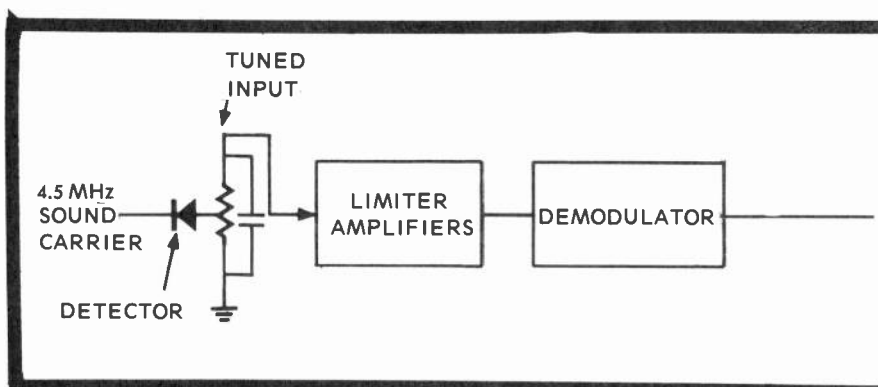 TUNED
INPUT
4.5 MHz
SOUND
CARRIER
DETECTOR
LIMITER
AMPLIFIERS
DEMODULATOR